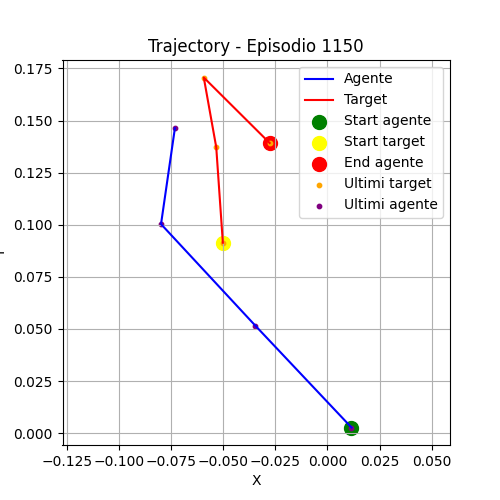 Trajectory - Episodio 1150
Agente
Target
Start agente
Start target
End agente
Ultimi target
Ultimi agente
0.175
0.150
0.125
0.100
0.075
0.050
0.025
0.000
−0.125 −0.100 −0.075 −0.050 −0.025 0.000 0.025 0.050
X